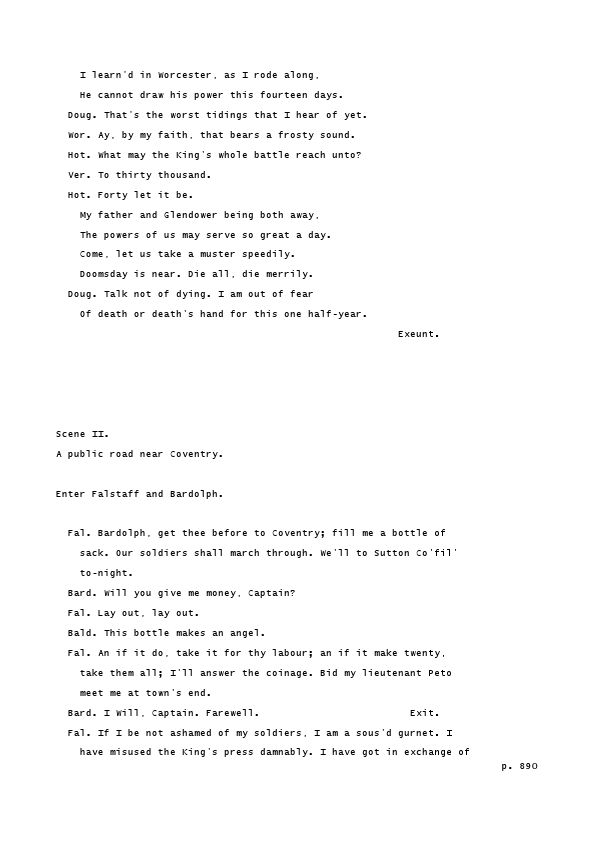 I learn'd in Worcester, as I rode along,
He cannot draw his power this fourteen days.
Doug. That's the worst tidings that I hear of yet.
Wor. Ay, by my faith, that bears a frosty sound.
Hot. What may the King's whole battle reach unto?
Ver. To thirty thousand.
Hot. Forty let it be.
My father and Glendower being both away,
The powers of us may serve so great a day.
Come, let us take a muster speedily.
Doomsday is near. Die all, die merrily.
Doug. Talk not of dying. I am out of fear
Of death or death's hand for this one half-year.
Exeunt.
Scene II.
A public road near Coventry.
Enter Falstaff and Bardolph.
Fal. Bardolph, get thee before to Coventry; fill me a bottle of
sack. Our soldiers shall march through. We'll to Sutton Co'fil'
to-night.
Bard. Will you give me money, Captain?
Fal. Lay out, lay out.
Bald. This bottle makes an angel.
Fal. An if it do, take it for thy labour; an if it make twenty,
take them all; I'll answer the coinage. Bid my lieutenant Peto
meet me at town's end.
Bard. I Will, Captain. Farewell. Exit.
Fal. If I be not ashamed of my soldiers, I am a sous'd gurnet. I
have misused the King's press damnably. I have got in exchange of
p. 890